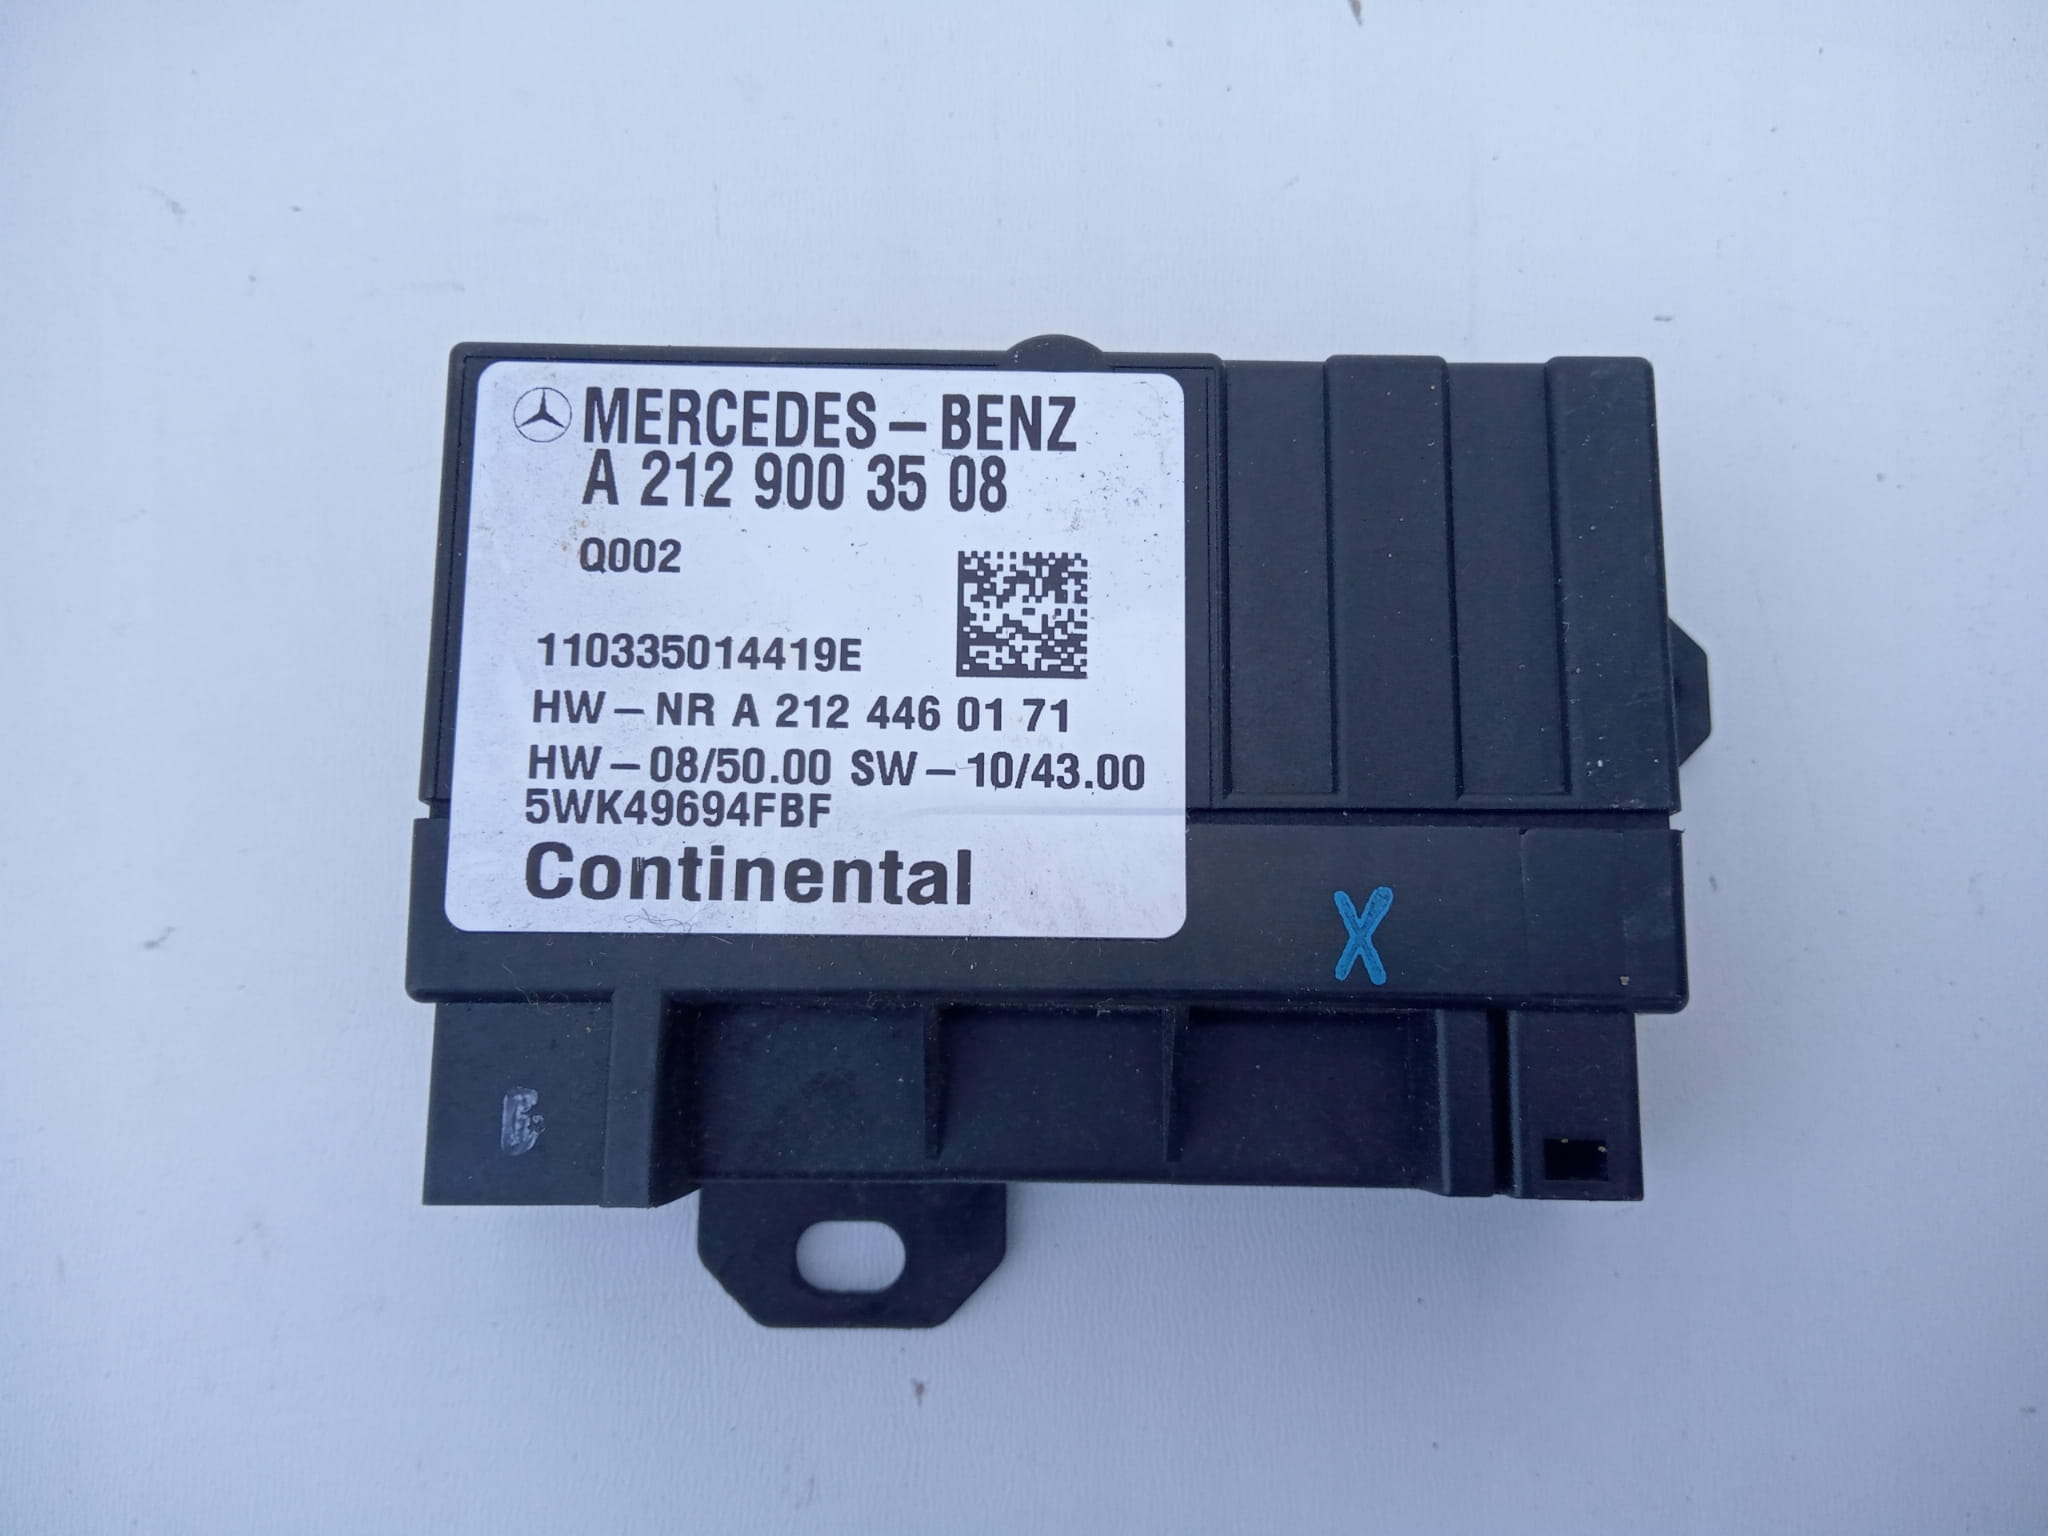 MERCEDES-BENZ
A 212 900 35 08
Q002
110335014419E
HW-NR A 212 446 01 71
HW-08/50.00 SW-10/43.00
5WK49694FBF
Continental
X